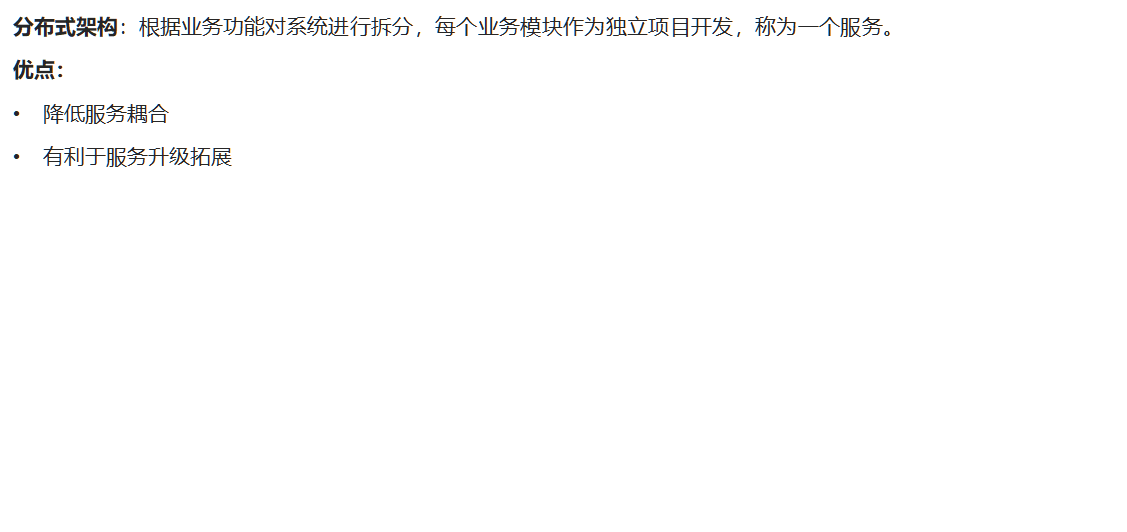 分布式架构：根据业务功能对系统进行拆分，每个业务模块作为独立项目开发，称为一个服务。
优点：
• 降低服务耦合
• 有利于服务升级拓展